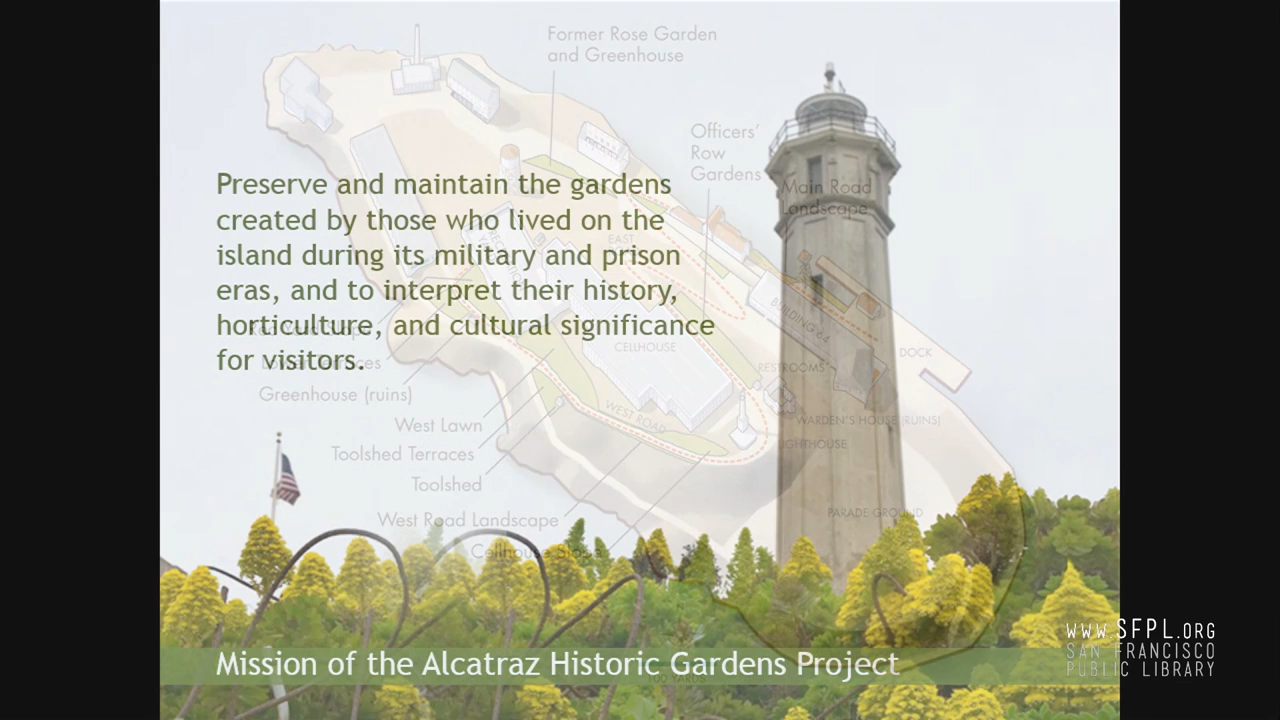 Former Rose Garden
and Greenhouse
Officers'
Row
Gardens
Main Road
Landscape
Preserve and maintain the gardens
created by those who lived on the
island during its military and prison
eras, and to interpret their history,
horticulture, and cultural significance
for visitors.
EAST
BUILDING 64
CELLHOUSE
DOCK
RESTROOMS
Greenhouse (ruins)
West Lawn
WEST ROAD
WARDEN'S HOUSE (RUINS)
Toolshed Terraces
LIGHTHOUSE
Toolshed
West Road Landscape
PARADE GROUND
Cellhouse Slope
Mission of the Alcatraz Historic Gardens Project
WWW.SFPL.ORG
SAN FRANCISCO
PUBLIC LIBRARY